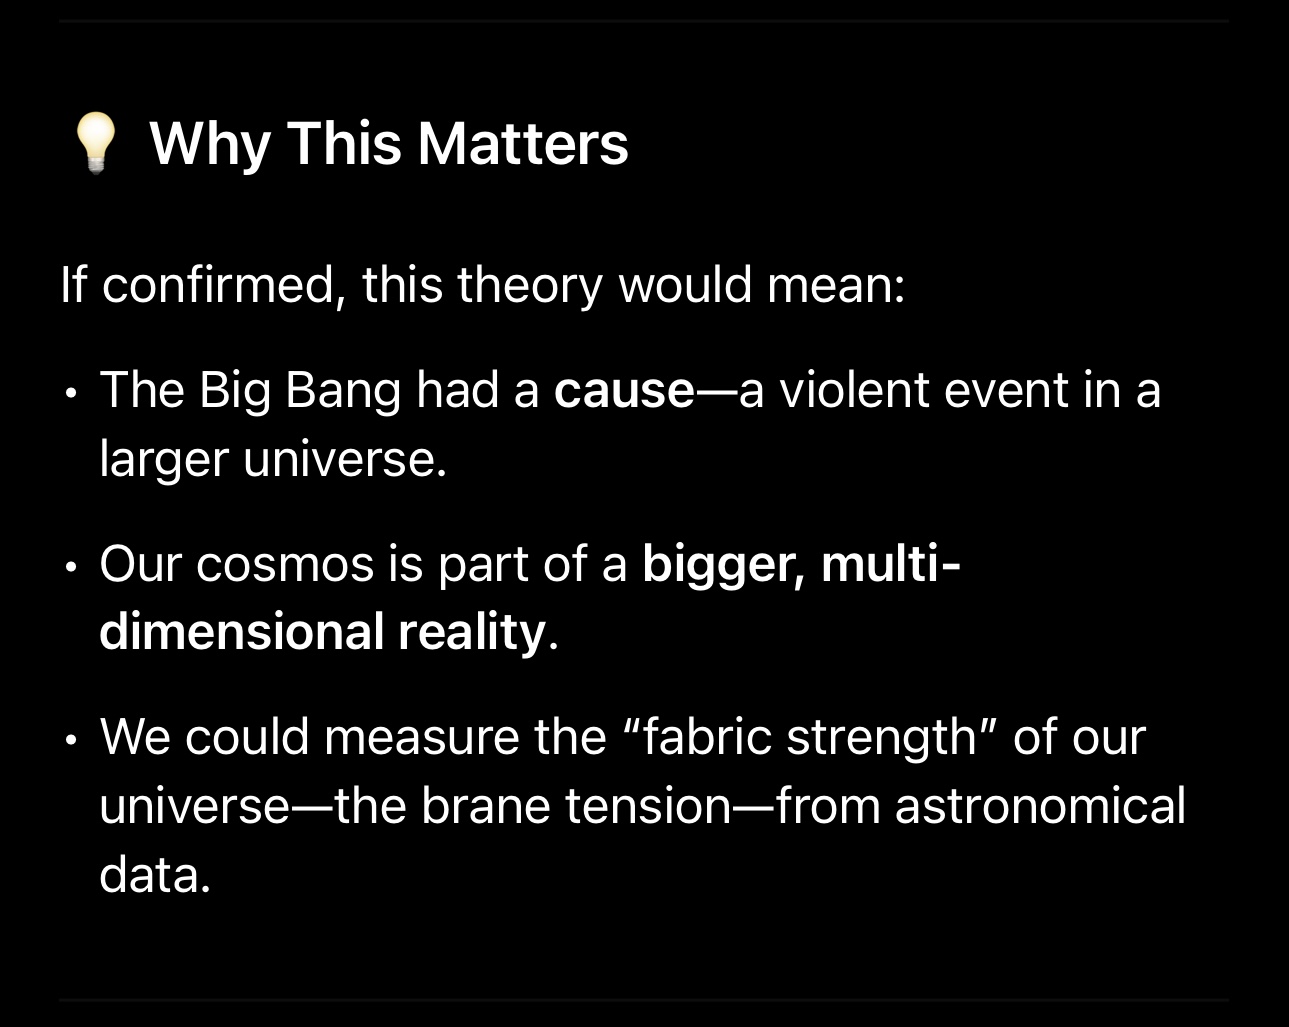 💡 Why This Matters
If confirmed, this theory would mean:
• The Big Bang had a cause—a violent event in a
larger universe.
• Our cosmos is part of a bigger, multi-
dimensional reality.
• We could measure the “fabric strength” of our
universe—the brane tension—from astronomical
data.